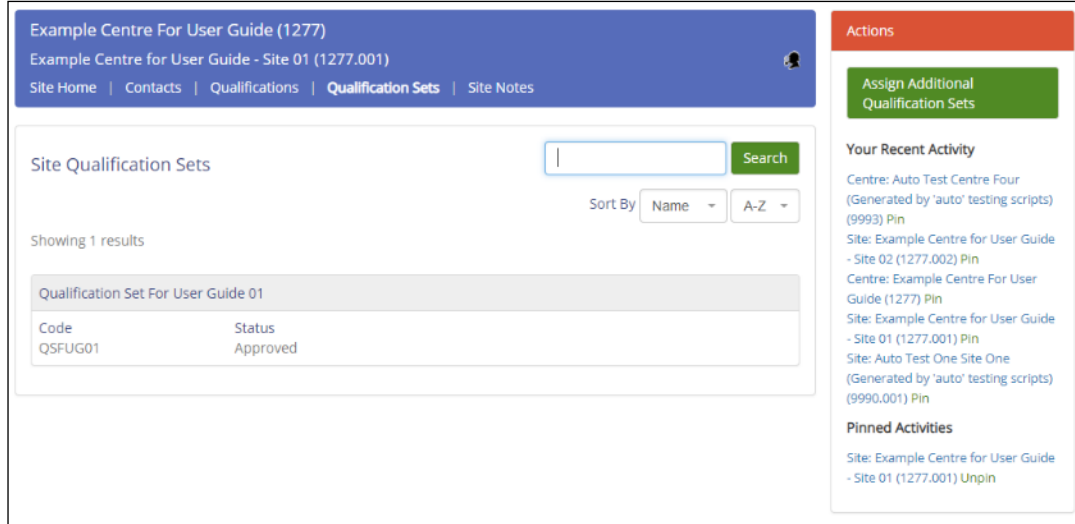 Example Centre For User Guide (1277)
Example Centre for User Guide - Site 01 (1277.001)
Site Home | Contacts | Qualifications | Qualification Sets | Site Notes
Site Qualification Sets
Search
Sort By Name A-Z
Showing 1 results
Qualification Set For User Guide 01
Code Status
QSFUG01 Approved
Actions
Assign Additional
Qualification Sets
Your Recent Activity
Centre: Auto Test Centre Four
(Generated by 'auto' testing scripts)
(9993) Pin
Site: Example Centre for User Guide
- Site 02 (1277.002) Pin
Centre: Example Centre For User
Guide (1277) Pin
Site: Example Centre for User Guide
- Site 01 (1277.001) Pin
Site: Auto Test One Site One
(Generated by 'auto' testing scripts)
(9990.001) Pin
Pinned Activities
Site: Example Centre for User Guide
- Site 01 (1277.001) Unpin